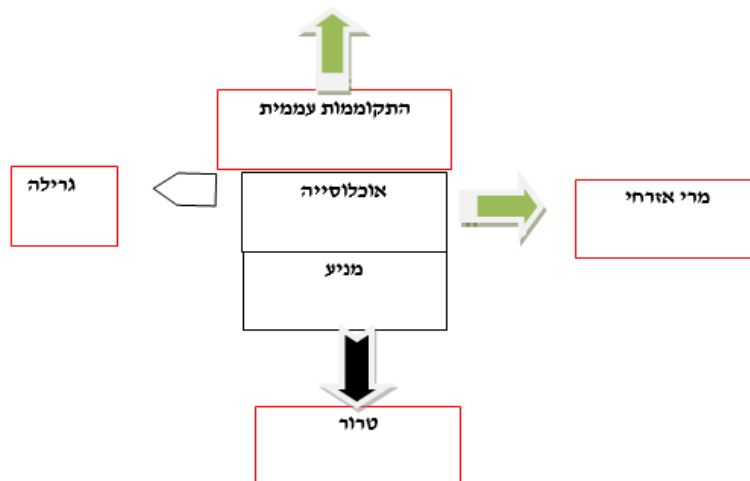 התקוממות עממית
גרילה
אוכלוסייה
מרי אזרחי
מניע
טרור